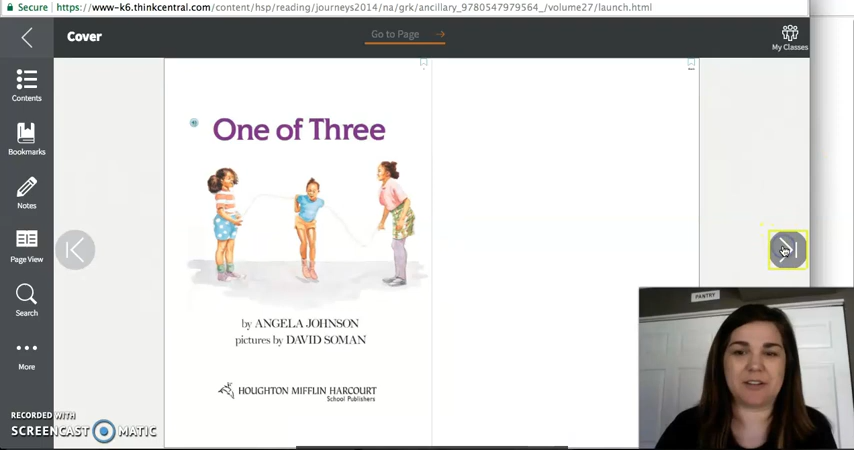 Secure | https://www-k6.thinkcentral.com/content/hsp/reading/journeys2014/na/grk/ancillary_9780547979564_/volume27/launch.html
Cover
Go to Page →
My Classes
Contents
Bookmarks
Notes
Page View
Search
More
One of Three
by ANGELA JOHNSON
pictures by DAVID SOMAN
HOUGHTON MIFFLIN HARCOURT
School Publishers
PANTRY
RECORDED WITH
SCREENCAST MATIC